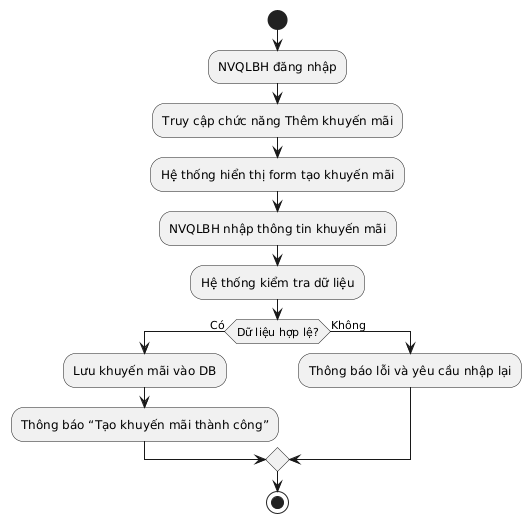 NVQLBH đăng nhập
Truy cập chức năng Thêm khuyến mãi
Hệ thống hiển thị form tạo khuyến mãi
NVQLBH nhập thông tin khuyến mãi
Hệ thống kiểm tra dữ liệu
Có
Dữ liệu hợp lệ?
Không
Lưu khuyến mãi vào DB
Thông báo lỗi và yêu cầu nhập lại
Thông báo “Tạo khuyến mãi thành công”